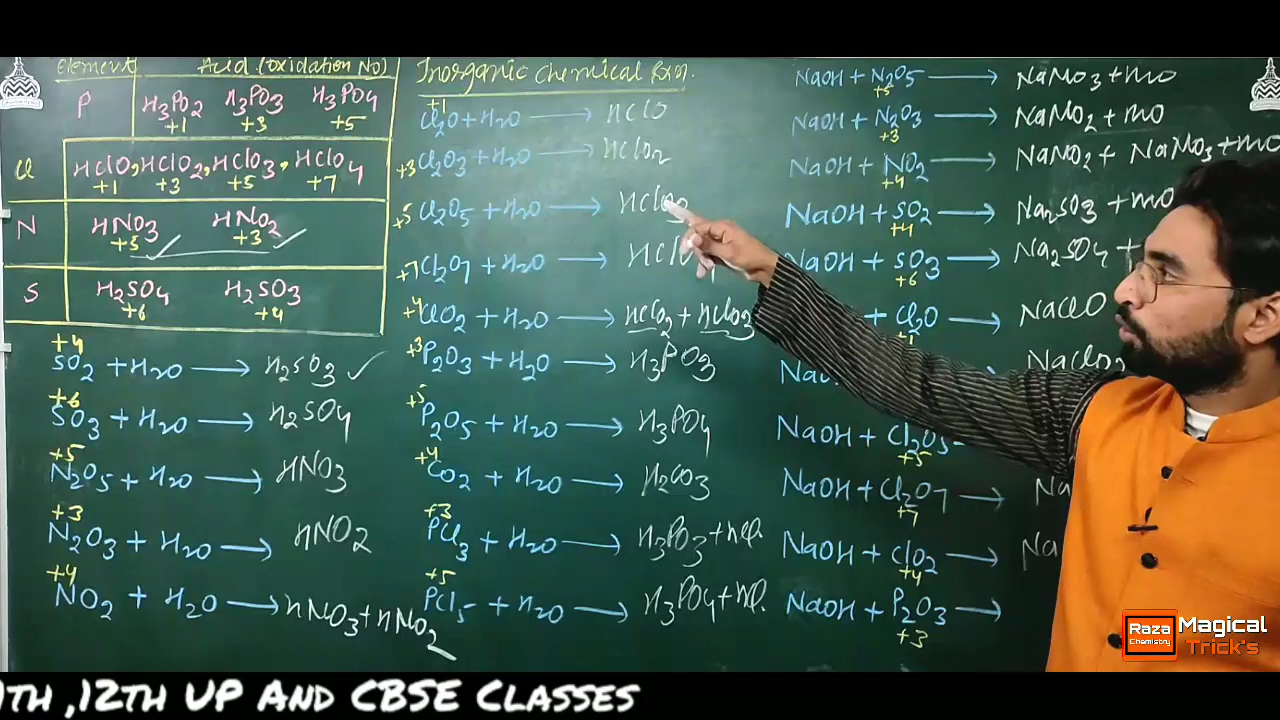 Element Acid (oxidation No)
P H3PO2 H3PO3 H3PO4
+1 +3 +5
Cl HClO, HClO2, HClO3, HClO4
+1 +3 +5 +7
N HNO3 HNO2
+5 +3
S H2SO4 H2SO3
+6 +4
+4
SO2 + H2O → H2SO3 ✓
+6
SO3 + H2O → H2SO4
+5
N2O5 + H2O → HNO3
+3
N2O3 + H2O → HNO2
+4
NO2 + H2O → HNO3 + HNO2
Inorganic Chemical Rxn.
+1
Cl2O + H2O → HClO
+3 Cl2O3 + H2O → HClO2
+5 Cl2O5 + H2O →
+7 Cl2O7 + H2O →
+4 ClO2 + H2O → HClO2 + HClO3
+3 P2O3 + H2O → H3PO3
+5
P2O5 + H2O → H3PO4
+4
CO2 + H2O → H2CO3
+3
PCl3 + H2O → H3PO3 + HCl.
+5
PCl5 + H2O → H3PO4 + HCl.
NaOH + N2O5 → NaNO3 + H2O
+5
NaOH + N2O3 → NaNO2 + H2O
+3
NaOH + NO2 → NaNO2 + NaNO3 + H2O
+4
NaOH + SO2 → Na2SO3 + H2O
+4
NaOH + SO3 → Na2SO4 +
+6
+ Cl2O → NaClO
+1
→ NaClO2
NaOH + Cl2O5
+5
NaOH + Cl2O7 → Na
+7
NaOH + ClO2 → Na
+4
NaOH + P2O3 →
+3
Raza Chemistry
Magical Trick's
,12th UP And CBSE Classes